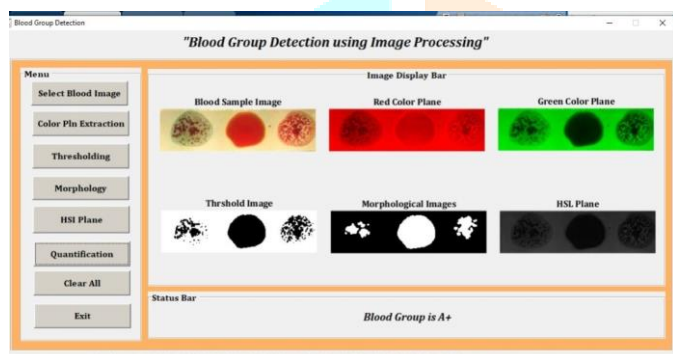 Blood Group Detection
"Blood Group Detection using Image Processing"
Menu
Select Blood Image
Color Pln Extraction
Thresholding
Morphology
HSI Plane
Quantification
Clear All
Exit
Image Display Bar
Blood Sample Image
Red Color Plane
Green Color Plane
Thrshold Image
Morphological Images
HSL Plane
Status Bar
Blood Group is A+